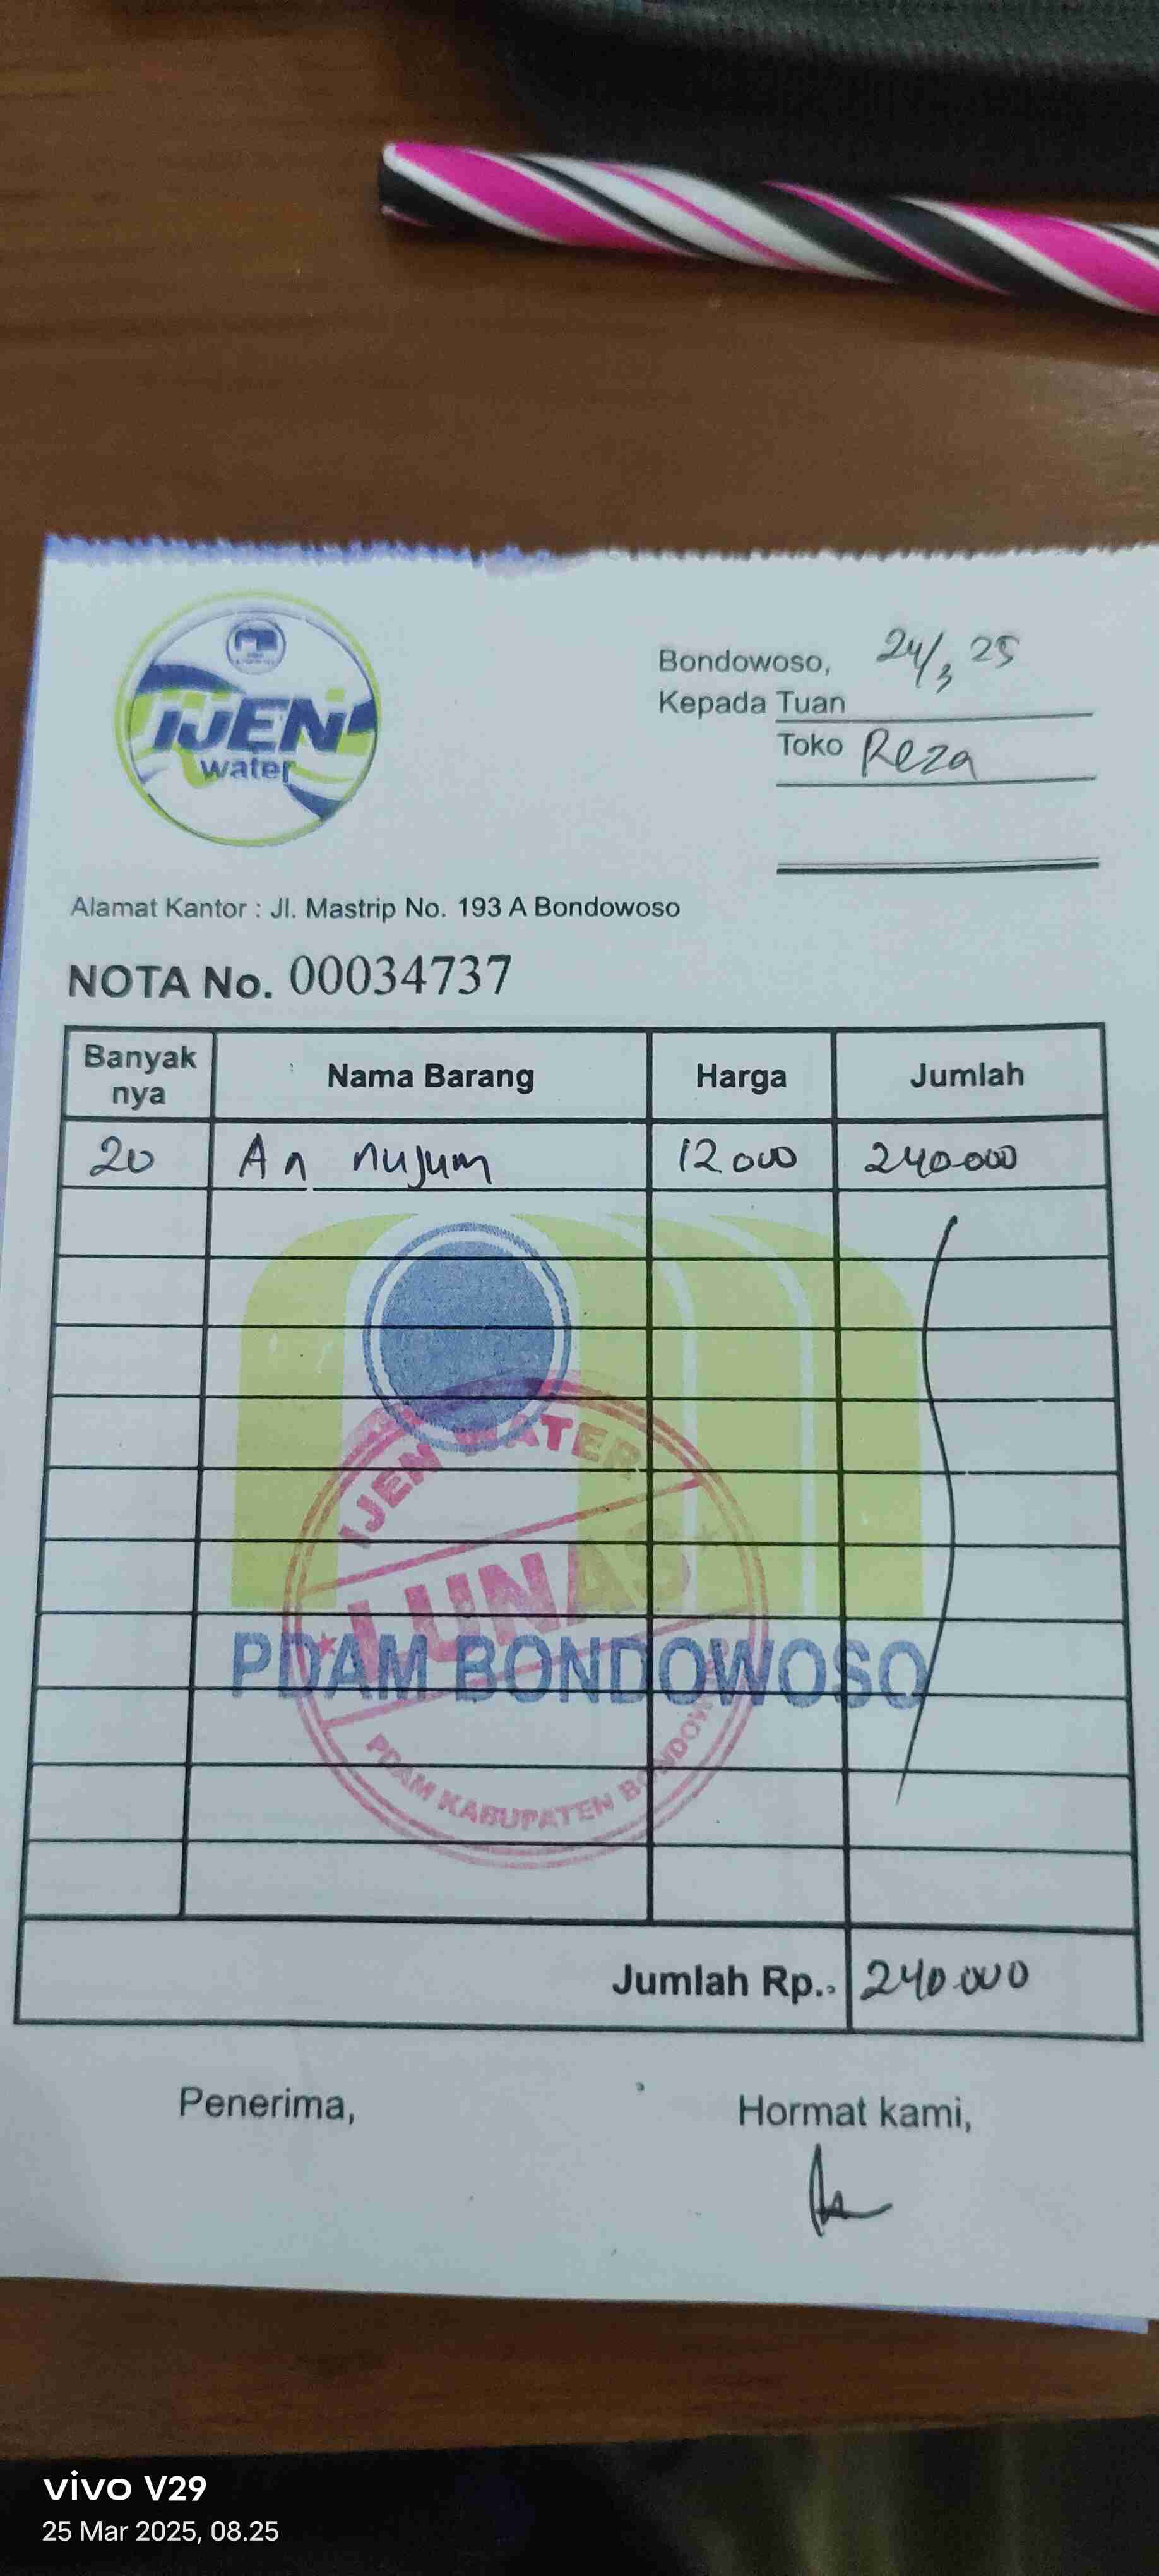 IJEN
water
Bondowoso, 24/3 25
Kepada Tuan
Toko Reza
Alamat Kantor : Jl. Mastrip No. 193 A Bondowoso
NOTA No. 00034737
Banyak nya Nama Barang Harga Jumlah
20 An nujum 12000 240.000
IJEN WATER
LUNAS
PDAM BONDOWOSO
PDAM KABUPATEN BONDOWOSO
Jumlah Rp.. 240.000
Penerima, Hormat kami,
vivo V29
25 Mar 2025, 08.25